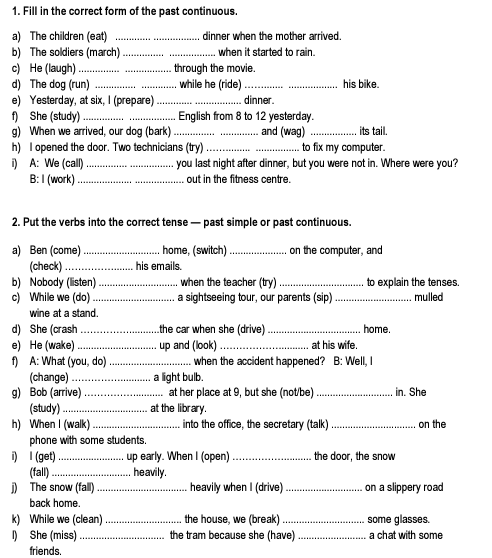 1. Fill in the correct form of the past continuous.
a) The children (eat) ............. ................. dinner when the mother arrived.
b) The soldiers (march) ............... ................. when it started to rain.
c) He (laugh) ............... ................. through the movie.
d) The dog (run) ............... ............... while he (ride) ............... ................. his bike.
e) Yesterday, at six, I (prepare) ............... ................. dinner.
f) She (study) ............... ................. English from 8 to 12 yesterday.
g) When we arrived, our dog (bark) ............... ............... and (wag) ................. its tail.
h) I opened the door. Two technicians (try) ............... ................. to fix my computer.
i) A: We (call) ............... ................. you last night after dinner, but you were not in. Where were you?
B: I (work) .................... .................. out in the fitness centre.
2. Put the verbs into the correct tense — past simple or past continuous.
a) Ben (come) ............................ home, (switch) ..................... on the computer, and
(check) ......................... his emails.
b) Nobody (listen) ............................. when the teacher (try) ............................... to explain the tenses.
c) While we (do) .............................. a sightseeing tour, our parents (sip) ............................ mulled
wine at a stand.
d) She (crash .............................the car when she (drive) .................................. home.
e) He (wake) ............................. up and (look) ................................. at his wife.
f) A: What (you, do) .............................. when the accident happened? B: Well, I
(change) ............................. a light bulb.
g) Bob (arrive) ............................. at her place at 9, but she (not/be) ............................ in. She
(study) ............................... at the library.
h) When I (walk) ................................ into the office, the secretary (talk) ............................... on the
phone with some students.
i) I (get) ........................ up early. When I (open) ............................. the door, the snow
(fall) ............................. heavily.
j) The snow (fall) ................................. heavily when I (drive) ............................ on a slippery road
back home.
k) While we (clean) ............................ the house, we (break) .............................. some glasses.
l) She (miss) ............................... the tram because she (have) ........................ a chat with some
friends.